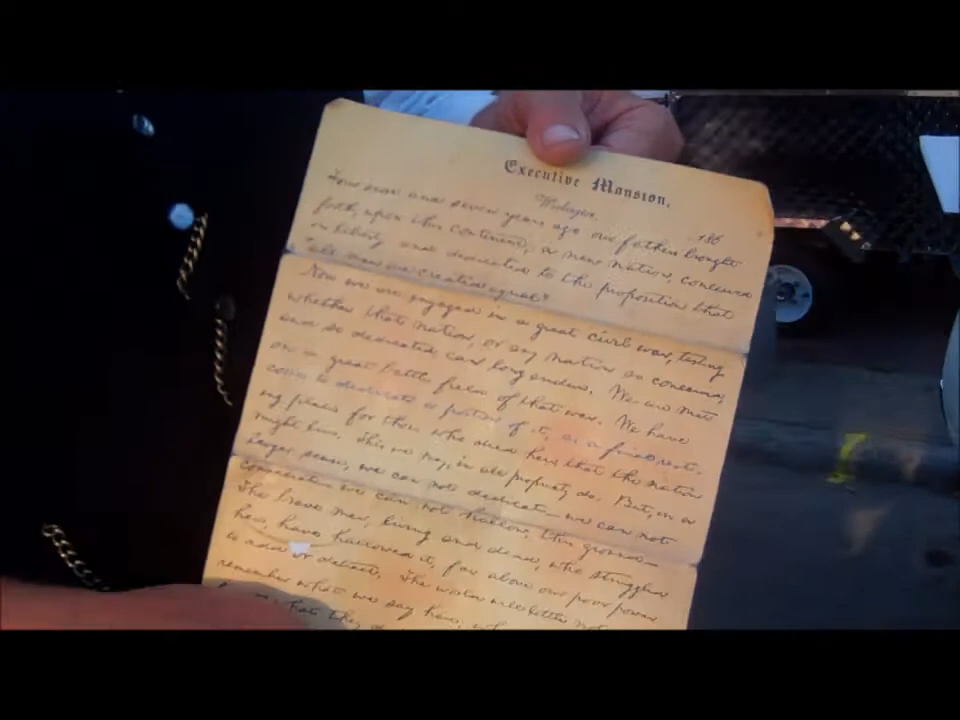 Executive Mansion,
Washington, 186
Four score and seven years ago our fathers brought
forth, upon this continent, a new nation, conceived
in liberty, and dedicated to the proposition that
"all men are created equal"
Now we are engaged in a great civil war, testing
whether that nation, or any nation so conceived,
and so dedicated, can long endure. We are met
on a great battle field of that war. We have
come to dedicate a portion of it, as a final rest-
ing place for those who died here, that the nation
might live. This we may, in all propriety do. But, in a
larger sense, we can not dedicate — we can not
consecrate — we can not hallow, this ground —
The brave men, living and dead, who struggled
here, have hallowed it, far above our poor power
to add or detract. The world will little note,
remember what we say here,
what they